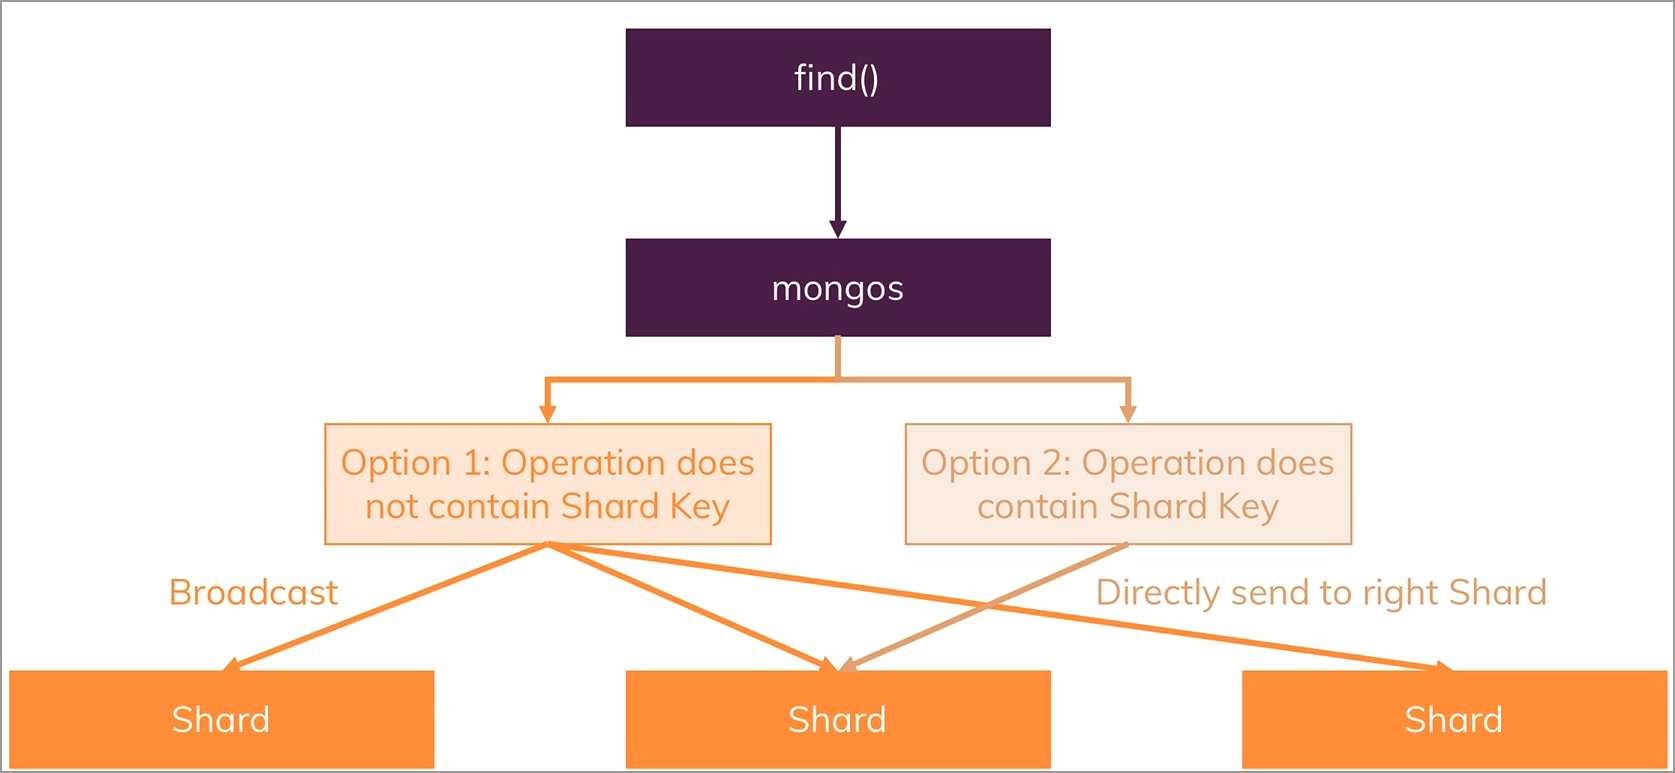 find()
mongos
Option 1: Operation does
not contain Shard Key
Option 2: Operation does
contain Shard Key
Broadcast
Directly send to right Shard
Shard
Shard
Shard